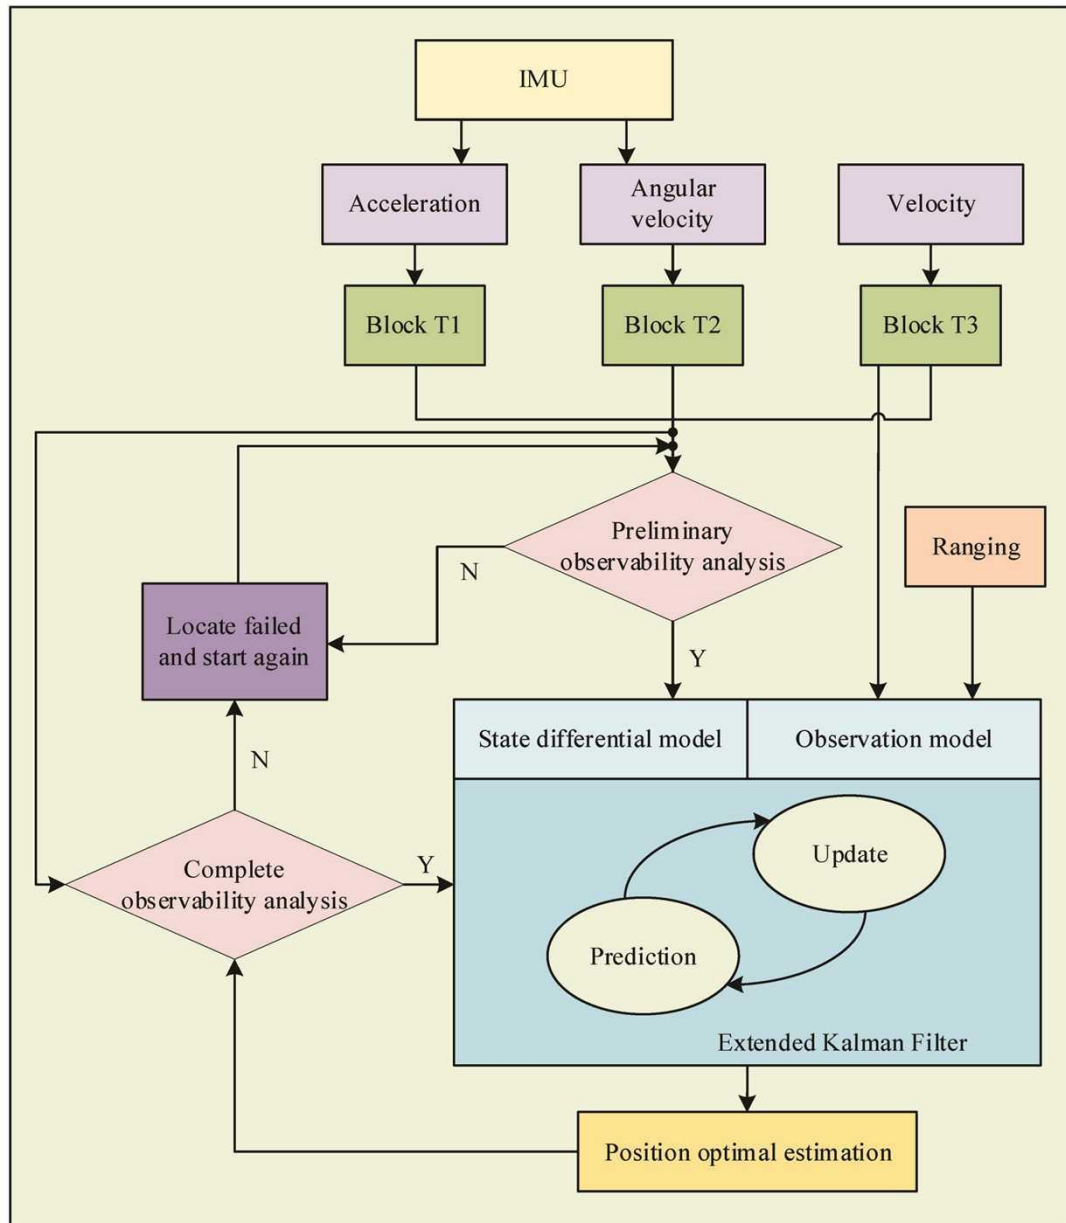 IMU
Acceleration
Angular
velocity
Velocity
Block T1
Block T2
Block T3
Preliminary
observability analysis
Ranging
N
Locate failed
and start again
Y
State differential model
Observation model
N
Update
Complete
observability analysis
Y
Prediction
Extended Kalman Filter
Position optimal estimation